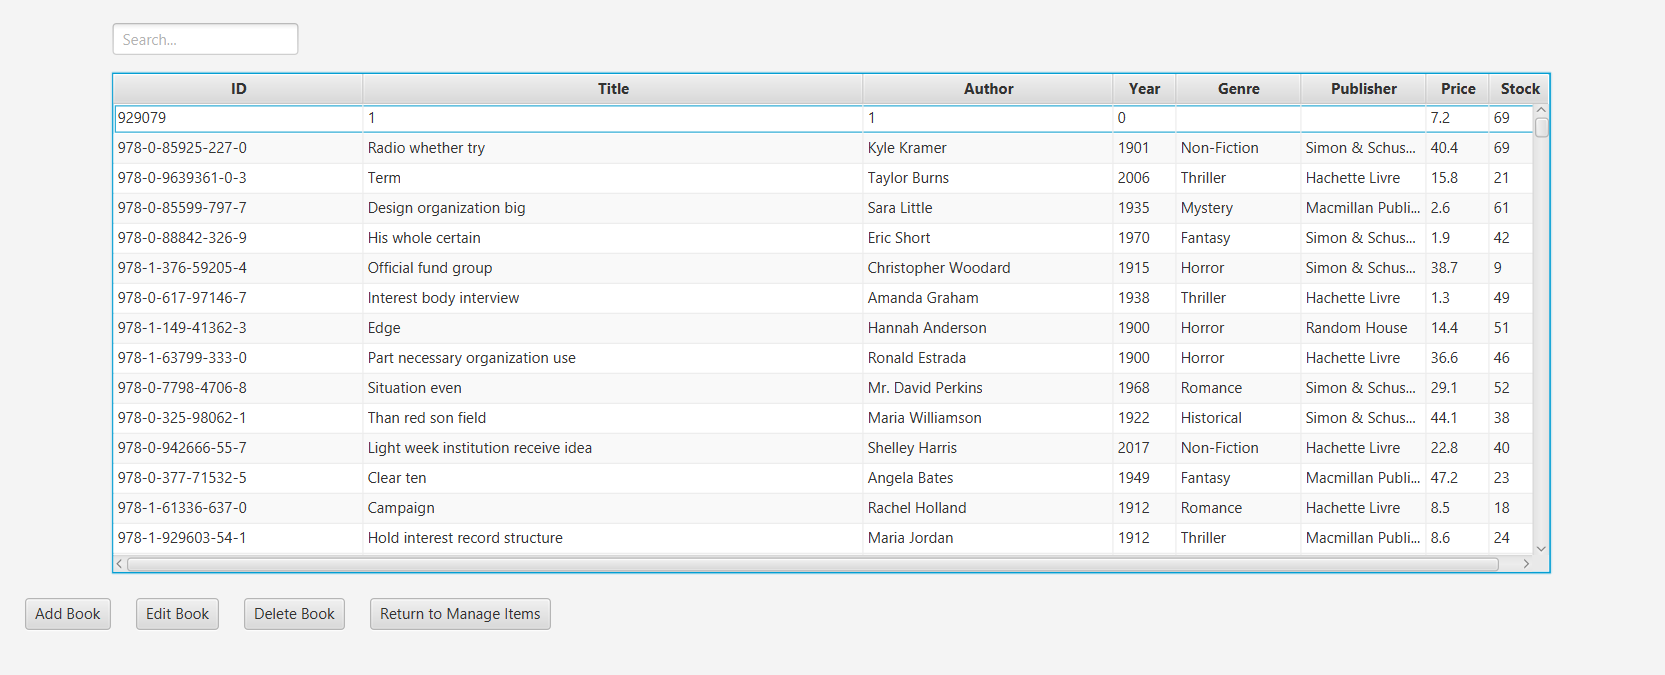 Search...
ID Title Author Year Genre Publisher Price Stock
929079 1 1 0 7.2 69
978-0-85925-227-0 Radio whether try Kyle Kramer 1901 Non-Fiction Simon & Schus... 40.4 69
978-0-9639361-0-3 Term Taylor Burns 2006 Thriller Hachette Livre 15.8 21
978-0-85599-797-7 Design organization big Sara Little 1935 Mystery Macmillan Publi... 2.6 61
978-0-88842-326-9 His whole certain Eric Short 1970 Fantasy Simon & Schus... 1.9 42
978-1-376-59205-4 Official fund group Christopher Woodard 1915 Horror Simon & Schus... 38.7 9
978-0-617-97146-7 Interest body interview Amanda Graham 1938 Thriller Hachette Livre 1.3 49
978-1-149-41362-3 Edge Hannah Anderson 1900 Horror Random House 14.4 51
978-1-63799-333-0 Part necessary organization use Ronald Estrada 1900 Horror Hachette Livre 36.6 46
978-0-7798-4706-8 Situation even Mr. David Perkins 1968 Romance Simon & Schus... 29.1 52
978-0-325-98062-1 Than red son field Maria Williamson 1922 Historical Simon & Schus... 44.1 38
978-0-942666-55-7 Light week institution receive idea Shelley Harris 2017 Non-Fiction Hachette Livre 22.8 40
978-0-377-71532-5 Clear ten Angela Bates 1949 Fantasy Macmillan Publi... 47.2 23
978-1-61336-637-0 Campaign Rachel Holland 1912 Romance Hachette Livre 8.5 18
978-1-929603-54-1 Hold interest record structure Maria Jordan 1912 Thriller Macmillan Publi... 8.6 24
Add Book Edit Book Delete Book Return to Manage Items